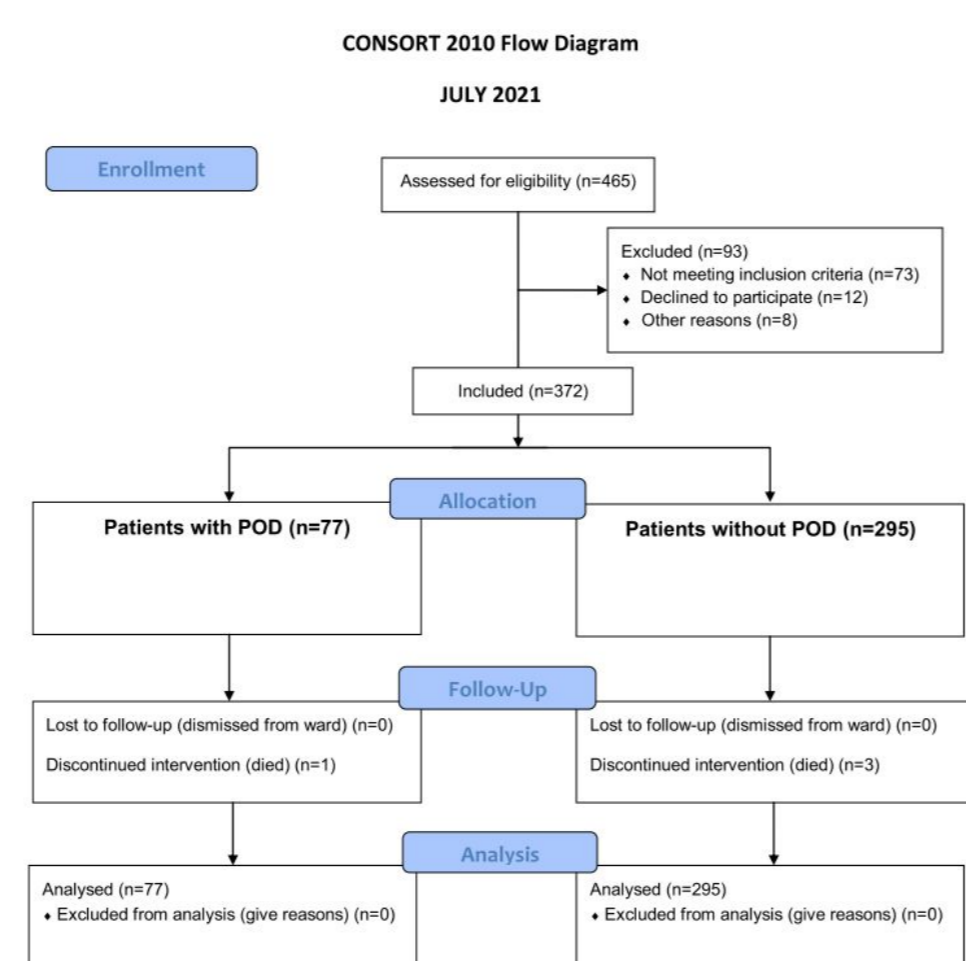 CONSORT 2010 Flow Diagram
JULY 2021
Enrollment
Assessed for eligibility (n=465)
Excluded (n=93)
⬧ Not meeting inclusion criteria (n=73)
⬧ Declined to participate (n=12)
⬧ Other reasons (n=8)
Included (n=372)
Allocation
Patients with POD (n=77)
Patients without POD (n=295)
Follow-Up
Lost to follow-up (dismissed from ward) (n=0)
Discontinued intervention (died) (n=1)
Lost to follow-up (dismissed from ward) (n=0)
Discontinued intervention (died) (n=3)
Analysis
Analysed (n=77)
⬧ Excluded from analysis (give reasons) (n=0)
Analysed (n=295)
⬧ Excluded from analysis (give reasons) (n=0)